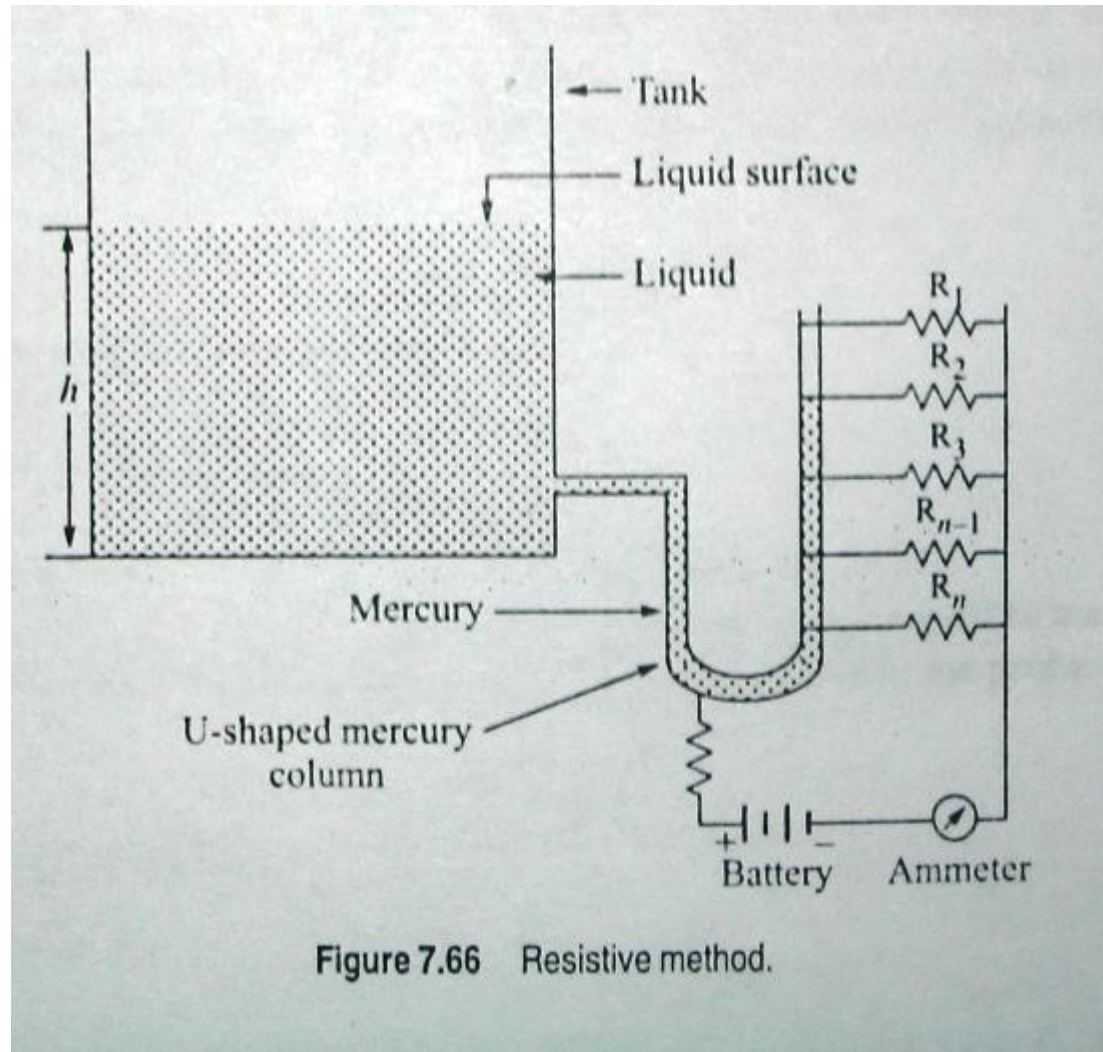 Tank
Liquid surface
Liquid
h
R1
R2
R3
Rn–1
Rn
Mercury
U-shaped mercury
column
+ –
Battery
Ammeter
Figure 7.66 Resistive method.